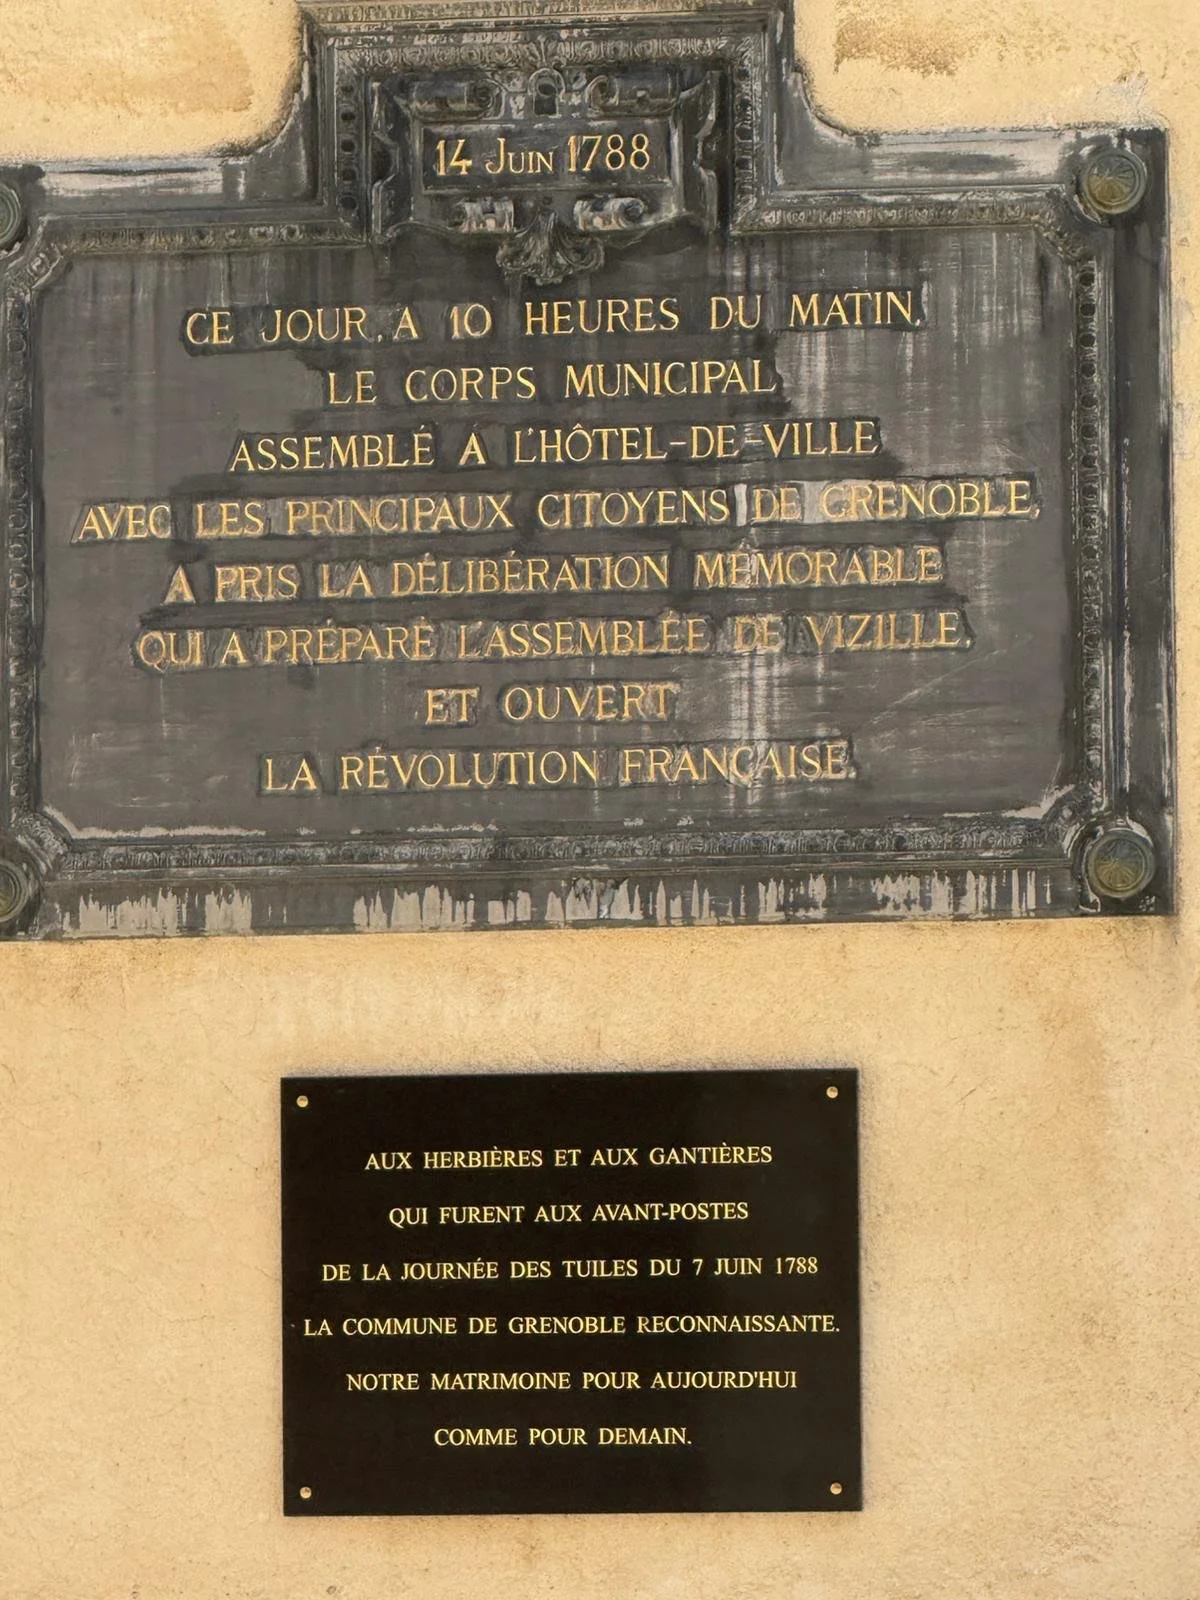 14 Juin 1788
CE JOUR, A 10 HEURES DU MATIN,
LE CORPS MUNICIPAL
ASSEMBLÉ À L'HÔTEL-DE-VILLE
AVEC LES PRINCIPAUX CITOYENS DE GRENOBLE,
A PRIS LA DÉLIBÉRATION MÉMORABLE
QUI A PRÉPARÉ L'ASSEMBLÉE DE VIZILLE,
ET OUVERT
LA RÉVOLUTION FRANÇAISE.
AUX HERBIÈRES ET AUX GANTIÈRES
QUI FURENT AUX AVANT-POSTES
DE LA JOURNÉE DES TUILES DU 7 JUIN 1788
LA COMMUNE DE GRENOBLE RECONNAISSANTE.
NOTRE MATRIMOINE POUR AUJOURD'HUI
COMME POUR DEMAIN.